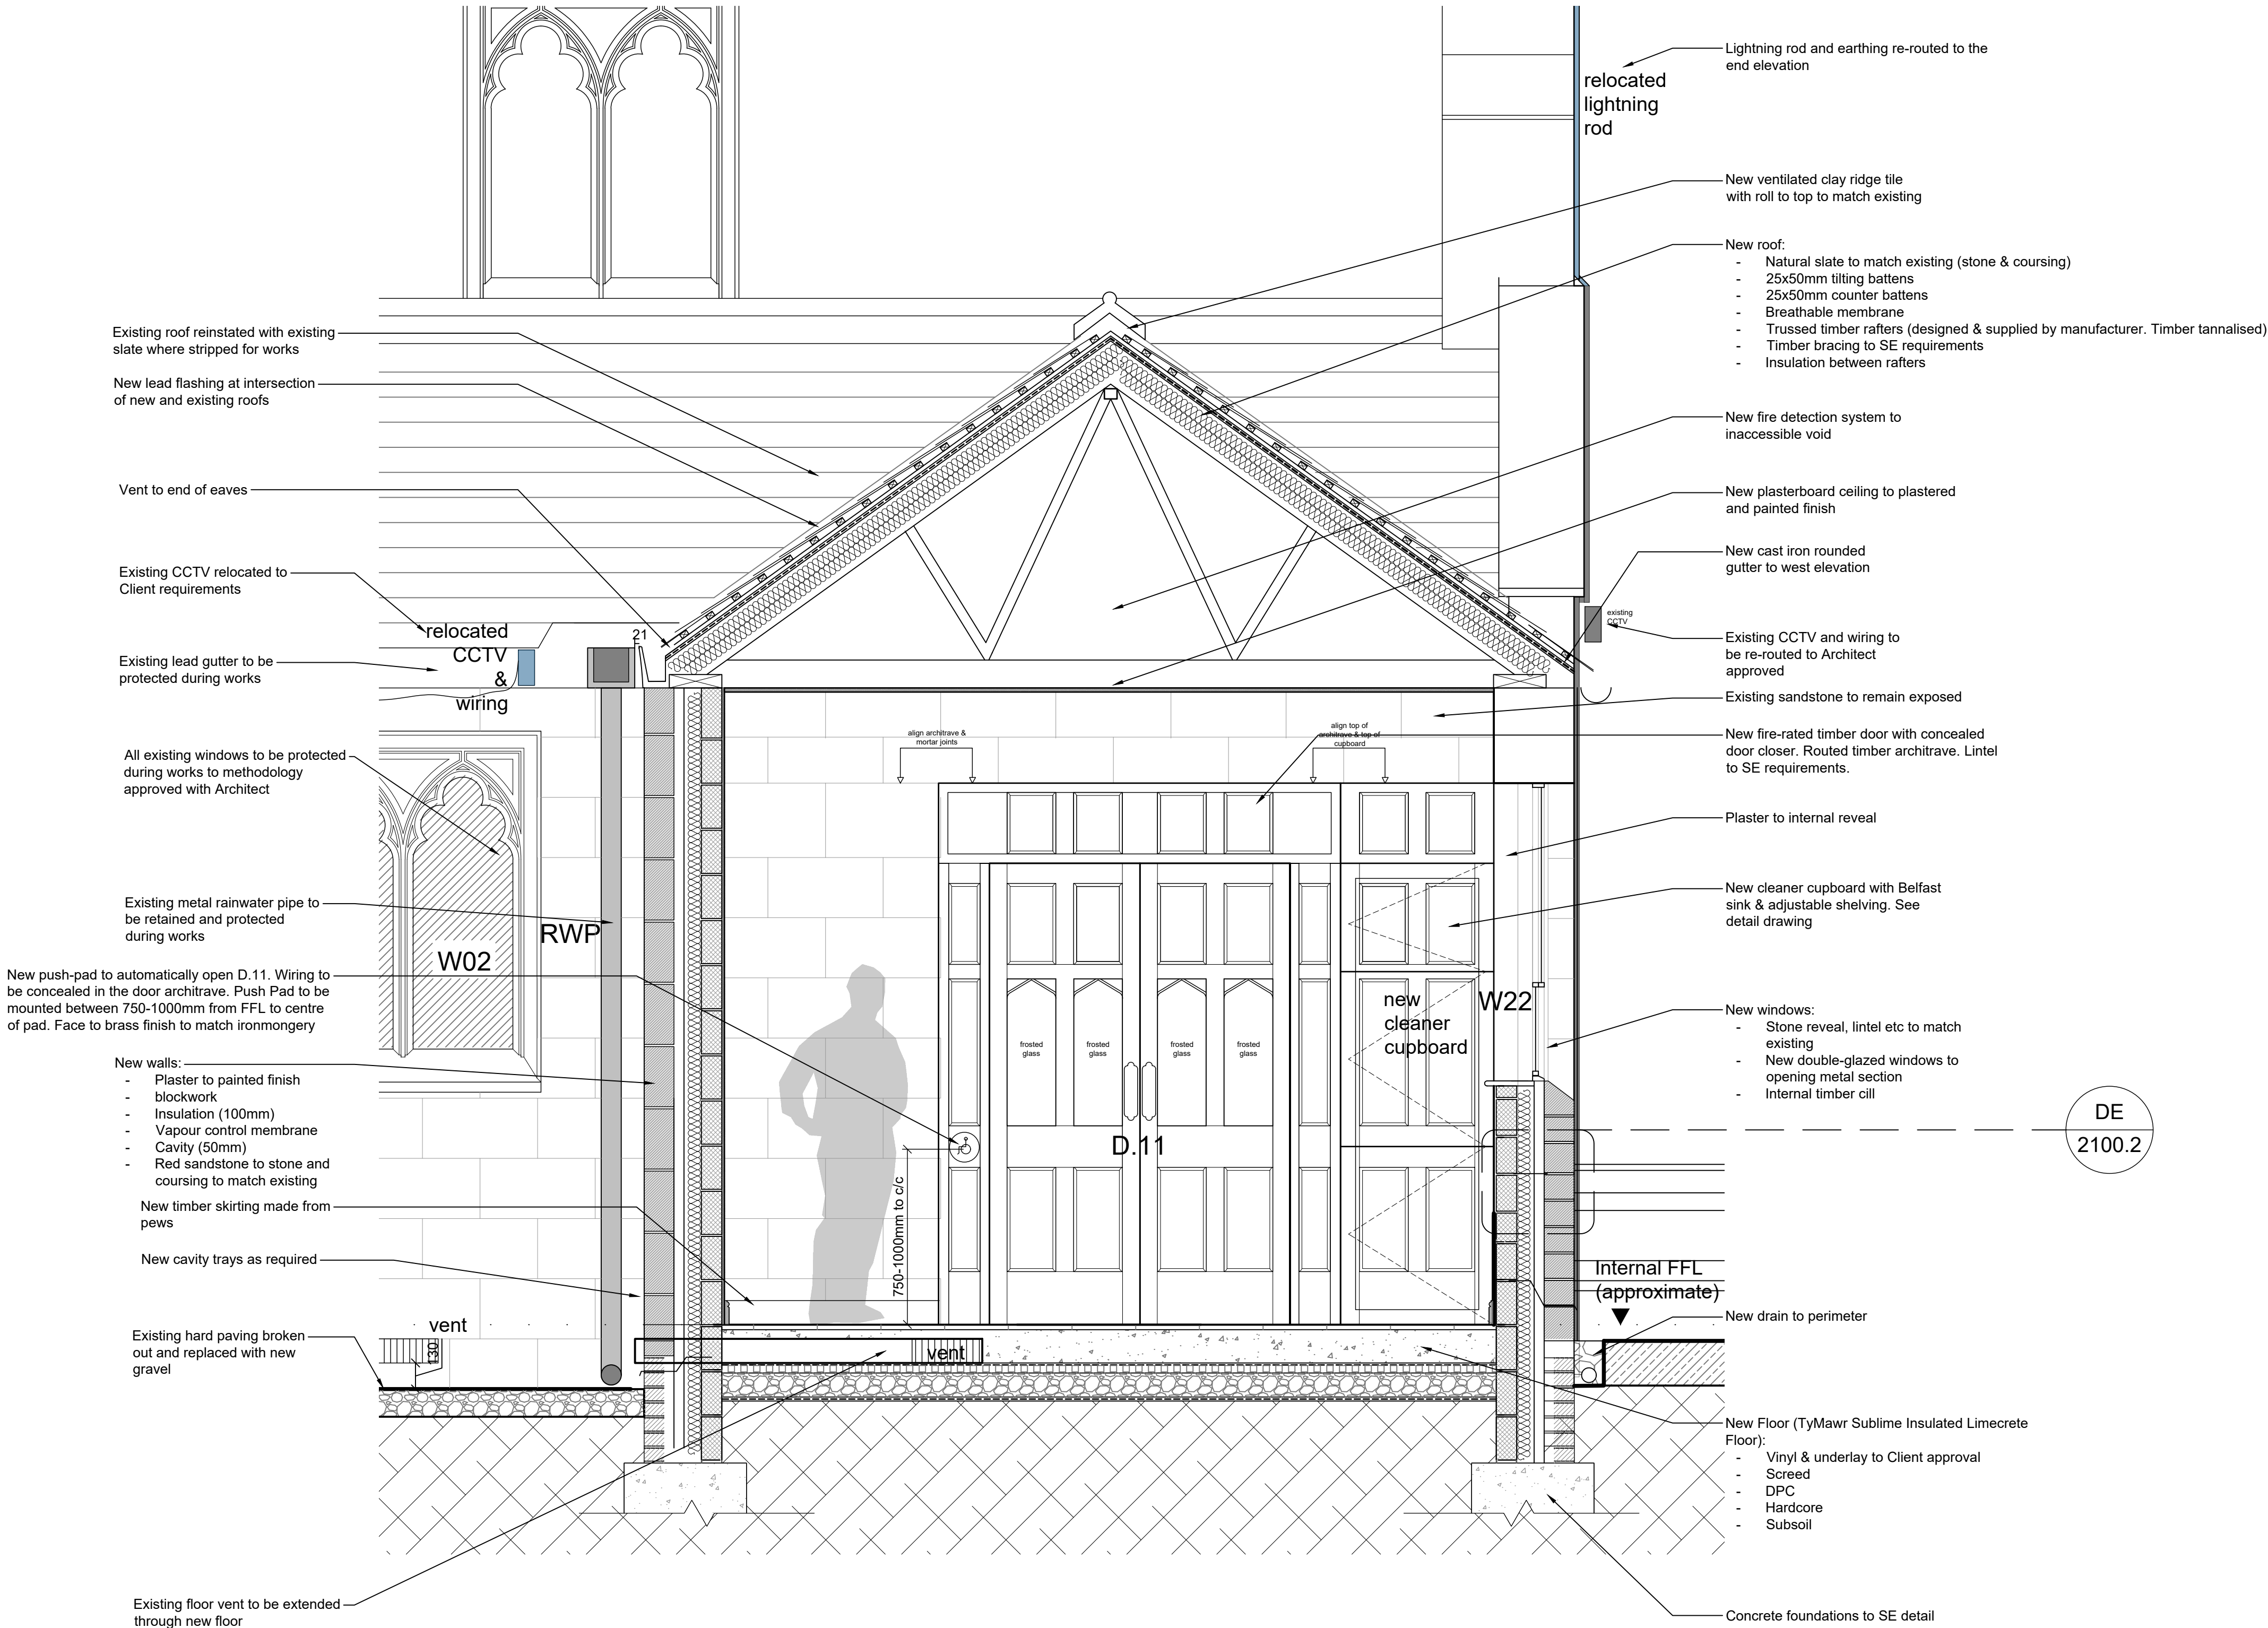 Lightning rod and earthing re-routed to the
end elevation
relocated
lightning
rod
New ventilated clay ridge tile
with roll to top to match existing
New roof:
- Natural slate to match existing (stone & coursing)
- 25x50mm tilting battens
- 25x50mm counter battens
- Breathable membrane
- Trussed timber rafters (designed & supplied by manufacturer. Timber tannalised)
- Timber bracing to SE requirements
- Insulation between rafters
New fire detection system to
inaccessible void
New plasterboard ceiling to plastered
and painted finish
New cast iron rounded
gutter to west elevation
existing
CCTV
Existing CCTV and wiring to
be re-routed to Architect
approved
Existing sandstone to remain exposed
New fire-rated timber door with concealed
door closer. Routed timber architrave. Lintel
to SE requirements.
Plaster to internal reveal
New cleaner cupboard with Belfast
sink & adjustable shelving. See
detail drawing
New windows:
- Stone reveal, lintel etc to match
existing
- New double-glazed windows to
opening metal section
- Internal timber cill
DE
2100.2
Internal FFL
(approximate)
New drain to perimeter
New Floor (TyMawr Sublime Insulated Limecrete
Floor):
- Vinyl & underlay to Client approval
- Screed
- DPC
- Hardcore
- Subsoil
Concrete foundations to SE detail
Existing roof reinstated with existing
slate where stripped for works
New lead flashing at intersection
of new and existing roofs
Vent to end of eaves
Existing CCTV relocated to
Client requirements
relocated
CCTV
&
wiring
21
Existing lead gutter to be
protected during works
All existing windows to be protected
during works to methodology
approved with Architect
Existing metal rainwater pipe to
be retained and protected
during works
RWP
W02
New push-pad to automatically open D.11. Wiring to
be concealed in the door architrave. Push Pad to be
mounted between 750-1000mm from FFL to centre
of pad. Face to brass finish to match ironmongery
New walls:
- Plaster to painted finish
- blockwork
- Insulation (100mm)
- Vapour control membrane
- Cavity (50mm)
- Red sandstone to stone and
coursing to match existing
New timber skirting made from
pews
New cavity trays as required
vent
130
Existing hard paving broken
out and replaced with new
gravel
Existing floor vent to be extended
through new floor
align architrave &
mortar joints
align top of
architrave & top of
cupboard
frosted
glass
frosted
glass
frosted
glass
frosted
glass
new
cleaner
cupboard
W22
D.11
750-1000mm to c/c
vent